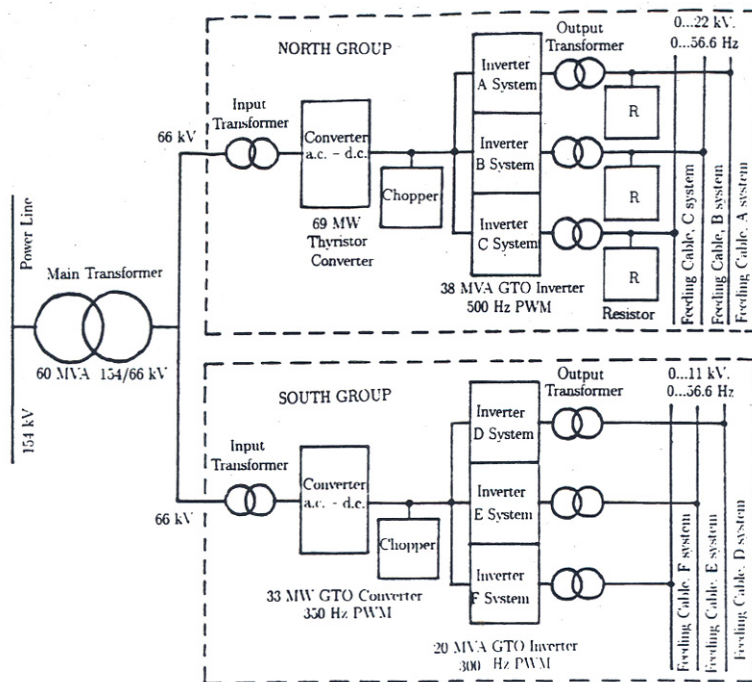 NORTH GROUP
Output
Transformer
0...22 kV.
0...56.6 Hz
Input
Transformer
66 kV
Converter
a.c. - d.c.
Chopper
69 MW
Thyristor
Converter
Inverter
A System
Inverter
B System
Inverter
C System
R
R
R
Resistor
38 MVA GTO Inverter
500 Hz PWM
Feeding Cable, C system
Feeding Cable, B system
Feeding Cable, A system
Power Line
Main Transformer
60 MVA 154/66 kV
154 kV
SOUTH GROUP
Output
Transformer
0...11 kV.
0...56.6 Hz
Input
Transformer
66 kV
Converter
a.c. - d.c.
Chopper
33 MW GTO Converter
350 Hz PWM
Inverter
D System
Inverter
E System
Inverter
F System
20 MVA GTO Inverter
300 Hz PWM
Feeding Cable, F system
Feeding Cable, E system
Feeding Cable, D system